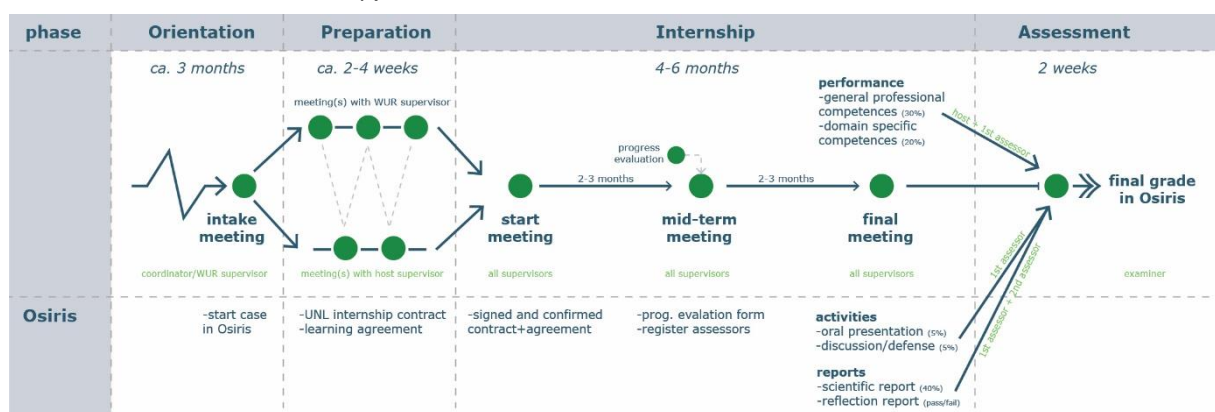 phase
Orientation
Preparation
Internship
Assessment
ca. 3 months
ca. 2-4 weeks
4-6 months
2 weeks
performance
-general professional
competences (30%)
-domain specific
competences (20%)
host + 1st assessor
meeting(s) with WUR supervisor
progress
evaluation
2-3 months
2-3 months
intake
meeting
start
meeting
mid-term
meeting
final
meeting
final grade
in Osiris
coordinator/WUR supervisor
meeting(s) with host supervisor
all supervisors
all supervisors
all supervisors
1st assessor
1st assessor + 2nd assessor
examiner
Osiris
-start case
in Osiris
-UNL internship contract
-learning agreement
-signed and confirmed
contract+agreement
-prog. evalation form
-register assessors
activities
-oral presentation (5%)
-discussion/defense (5%)
reports
-scientific report (40%)
-reflection report (pass/fail)